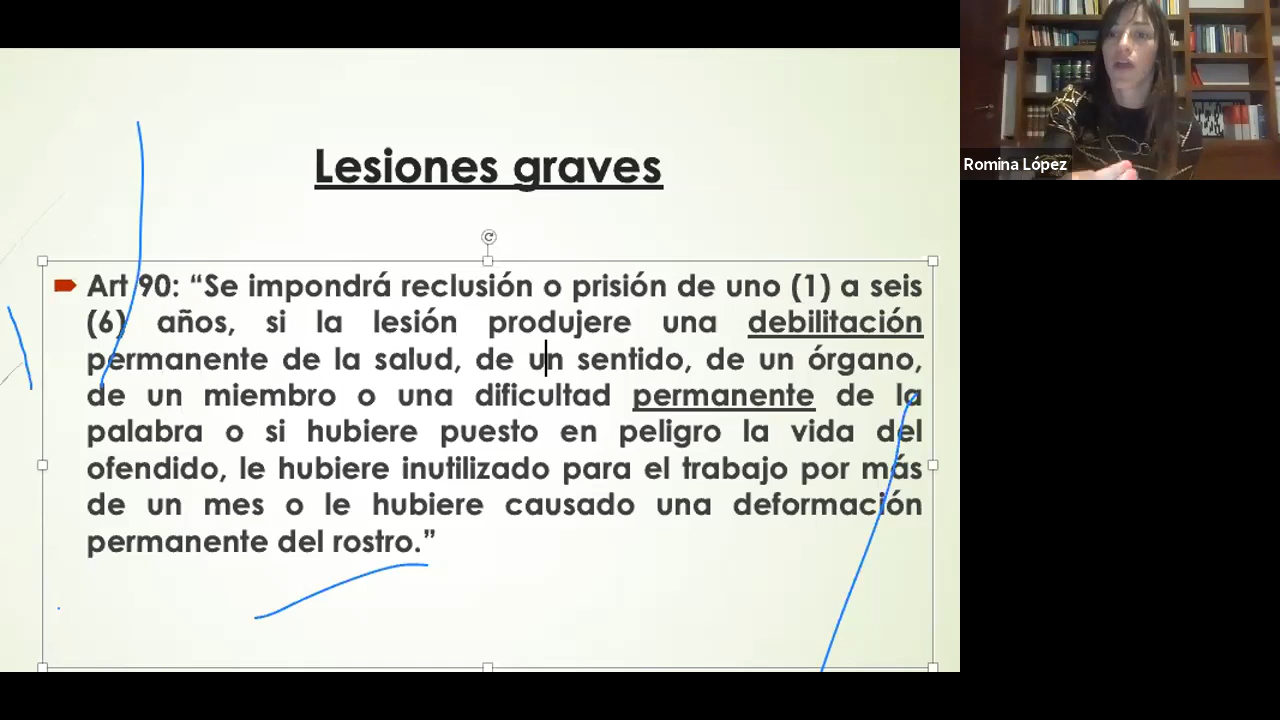 Lesiones graves
Art 90: “Se impondrá reclusión o prisión de uno (1) a seis
(6) años, si la lesión produjere una debilitación
permanente de la salud, de un sentido, de un órgano,
de un miembro o una dificultad permanente de la
palabra o si hubiere puesto en peligro la vida del
ofendido, le hubiere inutilizado para el trabajo por más
de un mes o le hubiere causado una deformación
permanente del rostro.”
Romina López